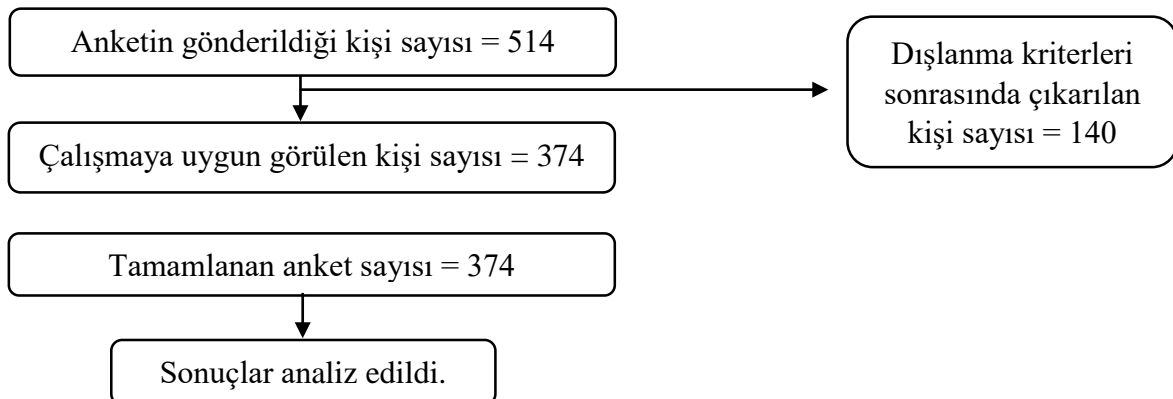 Anketin gönderildiği kişi sayısı = 514
Dışlanma kriterleri
sonrasında çıkarılan
kişi sayısı = 140
Çalışmaya uygun görülen kişi sayısı = 374
Tamamlanan anket sayısı = 374
Sonuçlar analiz edildi.